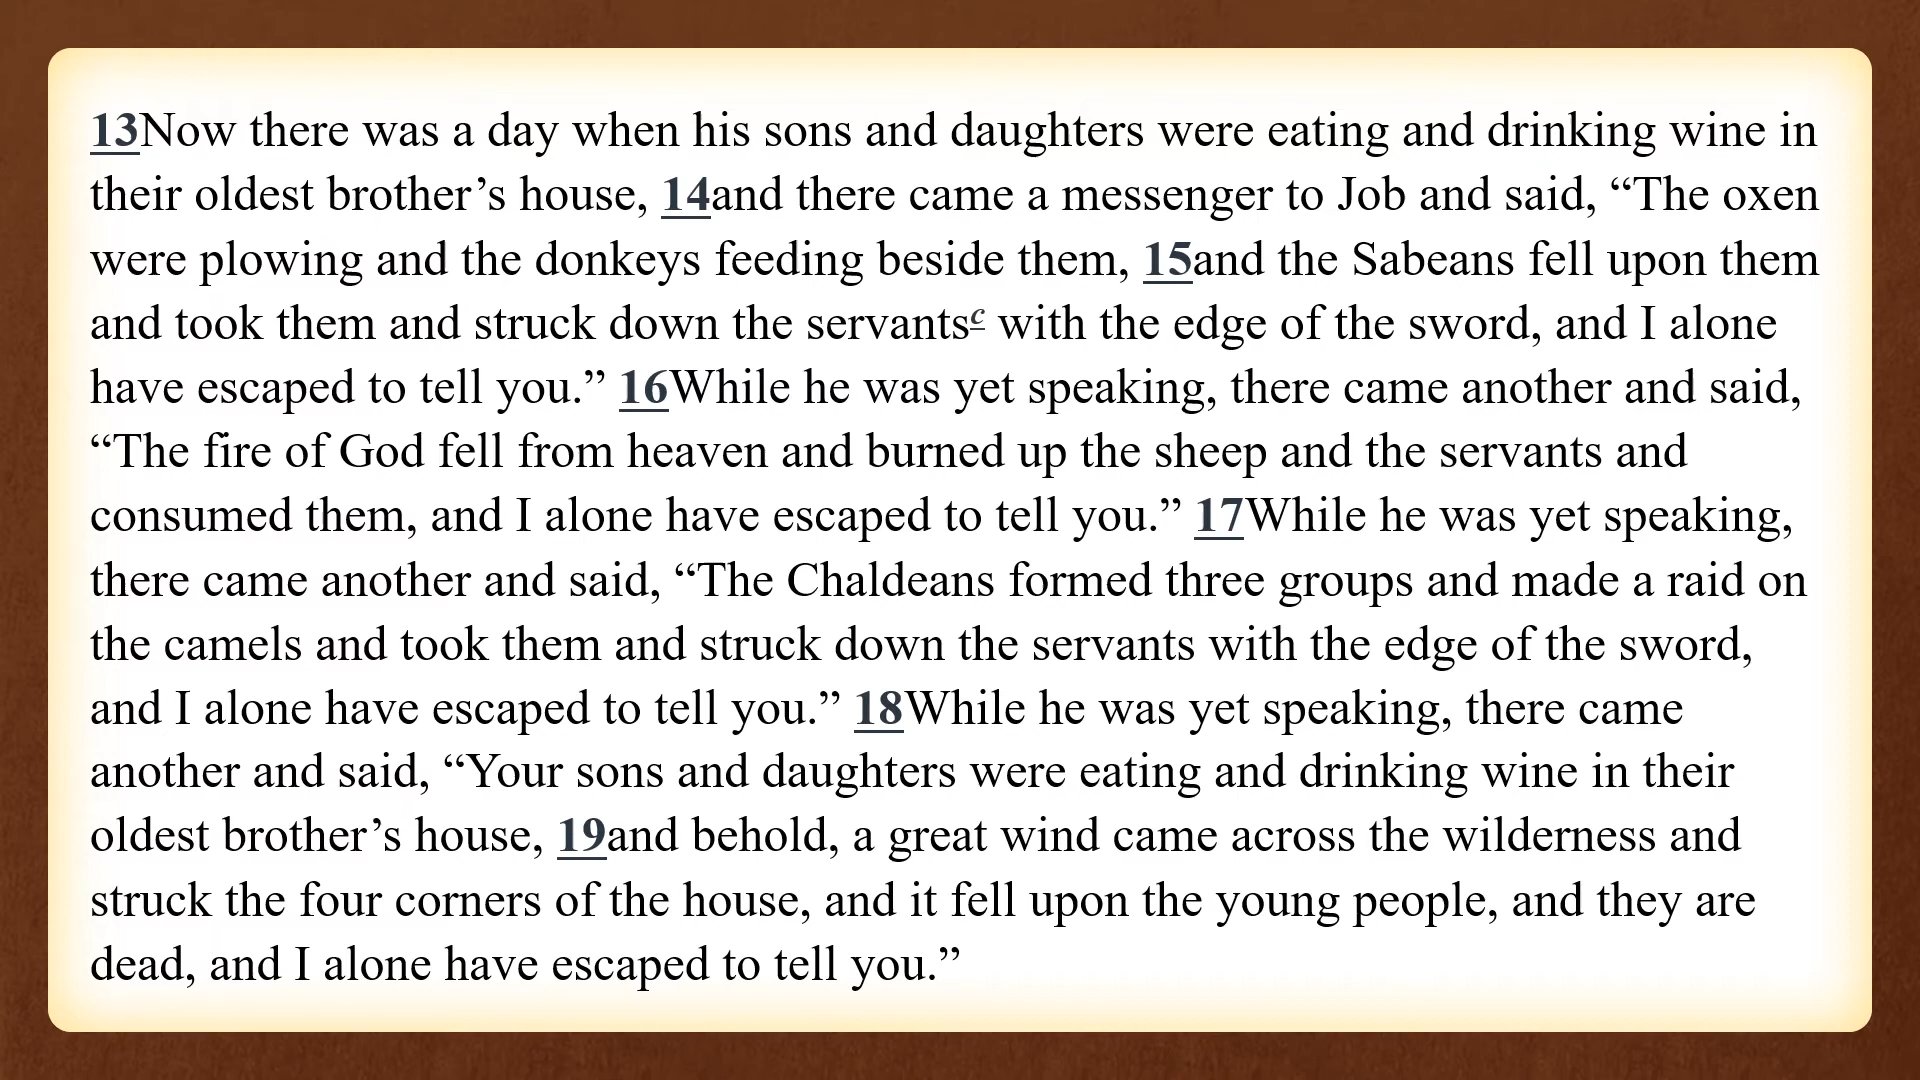 13Now there was a day when his sons and daughters were eating and drinking wine in
their oldest brother’s house, 14and there came a messenger to Job and said, “The oxen
were plowing and the donkeys feeding beside them, 15and the Sabeans fell upon them
and took them and struck down the servantsc with the edge of the sword, and I alone
have escaped to tell you.” 16While he was yet speaking, there came another and said,
“The fire of God fell from heaven and burned up the sheep and the servants and
consumed them, and I alone have escaped to tell you.” 17While he was yet speaking,
there came another and said, “The Chaldeans formed three groups and made a raid on
the camels and took them and struck down the servants with the edge of the sword,
and I alone have escaped to tell you.” 18While he was yet speaking, there came
another and said, “Your sons and daughters were eating and drinking wine in their
oldest brother’s house, 19and behold, a great wind came across the wilderness and
struck the four corners of the house, and it fell upon the young people, and they are
dead, and I alone have escaped to tell you.”